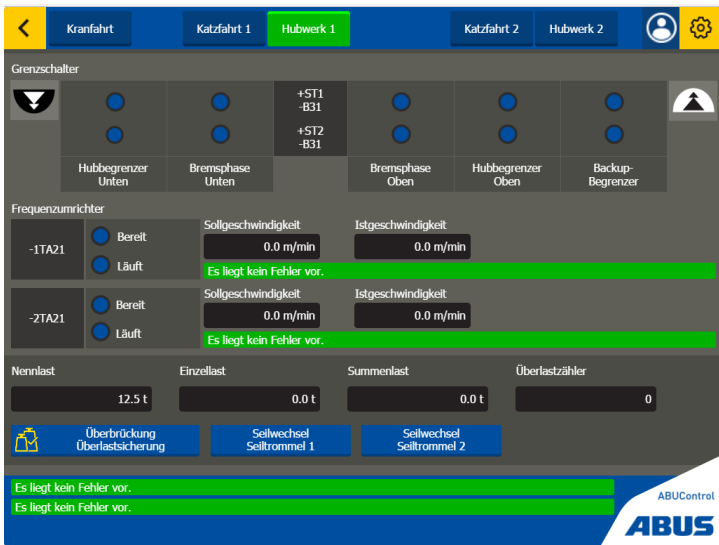 Kranfahrt
Katzfahrt 1
Hubwerk 1
Katzfahrt 2
Hubwerk 2
Grenzschalter
+ST1
-B31
+ST2
-B31
Hubbegrenzer
Unten
Bremsphase
Unten
Bremsphase
Oben
Hubbegrenzer
Oben
Backup-
Begrenzer
Frequenzumrichter
-1TA21
Bereit
Läuft
Sollgeschwindigkeit
Istgeschwindigkeit
0.0 m/min
0.0 m/min
Es liegt kein Fehler vor.
-2TA21
Bereit
Läuft
Sollgeschwindigkeit
Istgeschwindigkeit
0.0 m/min
0.0 m/min
Es liegt kein Fehler vor.
Nennlast
Einzellast
Summenlast
Überlastzähler
12.5 t
0.0 t
0.0 t
0
Überbrückung
Überlastsicherung
Seilwechsel
Seiltrommel 1
Seilwechsel
Seiltrommel 2
Es liegt kein Fehler vor.
Es liegt kein Fehler vor.
ABUControl
ABUS